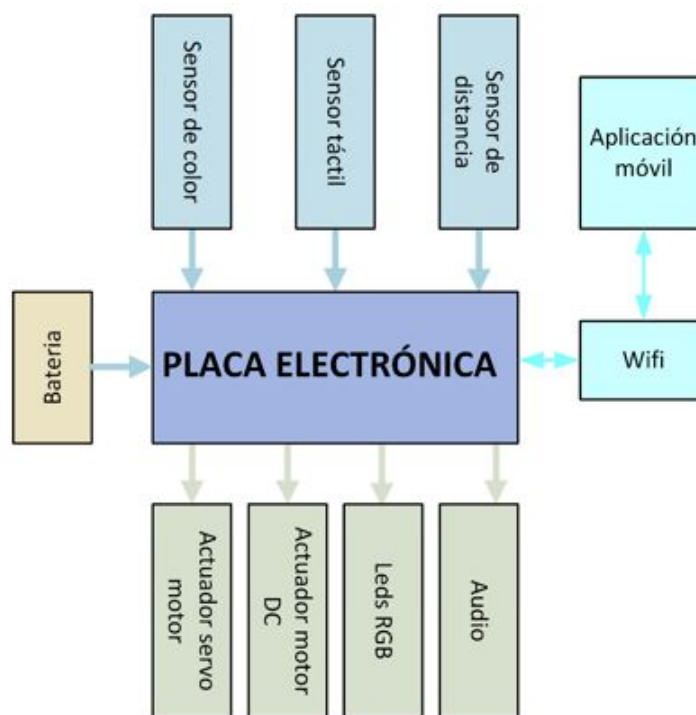 Sensor de color
Sensor táctil
Sensor de
distancia
Aplicación
móvil
Bateria
PLACA ELECTRÓNICA
Wifi
Actuador servo
motor
Actuador motor
DC
Leds RGB
Audio